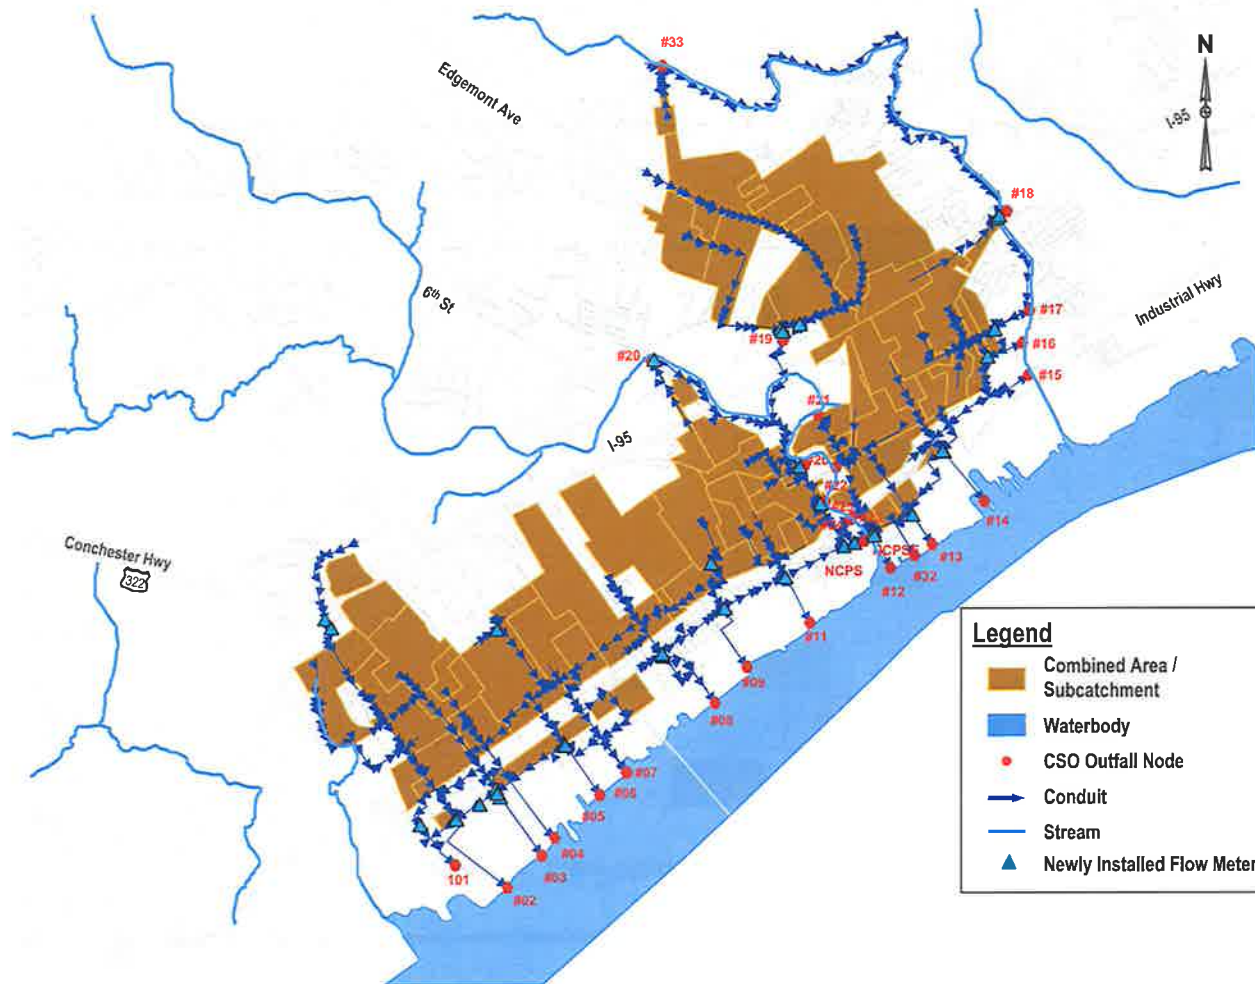 #33
N
Edgemont Ave
I-95
#18
6th St
Industrial Hwy
#17
#19
#16
#20
#15
#21
I-95
#22
#14
Conchester Hwy
322
NCPS
#13
#32
#12
#11
Legend
Combined Area /
Subcatchment
#09
#08
Waterbody
CSO Outfall Node
#07
#06
Conduit
#05
Stream
#04
Newly Installed Flow Meter
#03
101
#02